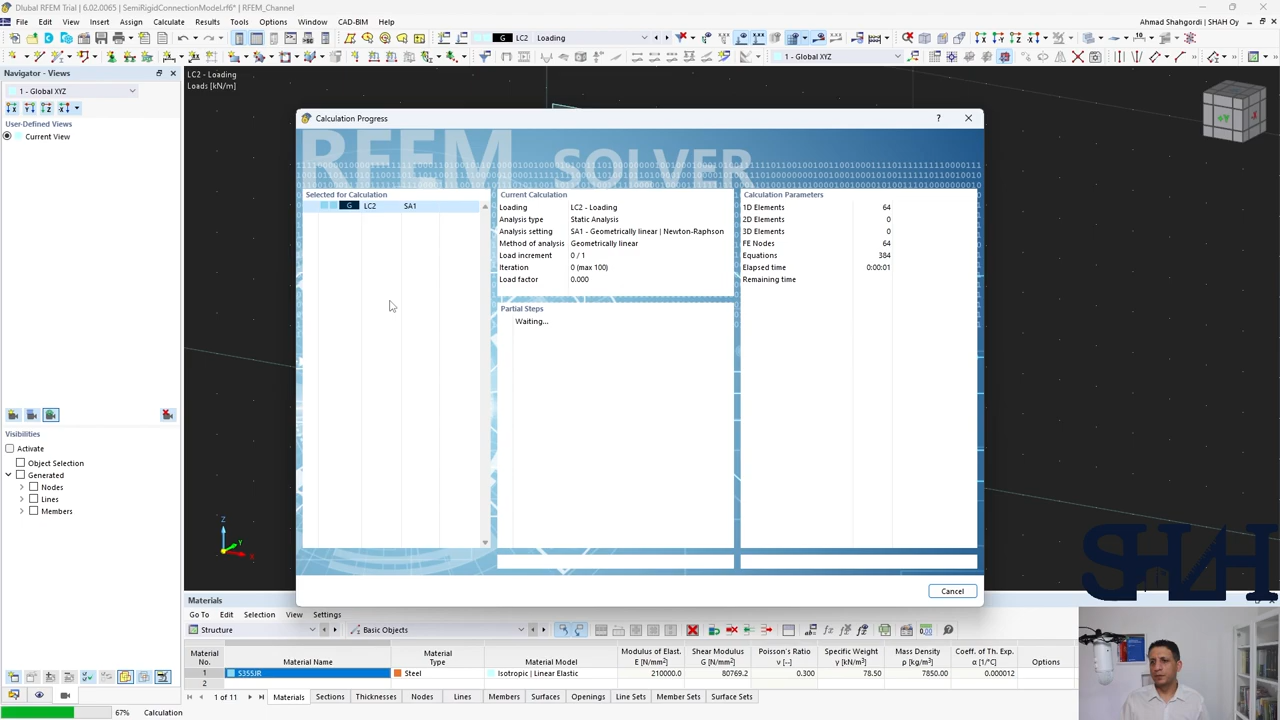 Dlubal RFEM Trial | 6.02.0065 | SemiRigidConnectionModel.rf6* | RFEM_Channel
File Edit View Insert Assign Calculate Results Tools Options Window CAD-BIM Help
Ahmad Shahgordi | SHAH Oy
G LC2 Loading
1 - Global XYZ
Navigator - Views
1 - Global XYZ
User-Defined Views
Current View
LC2 - Loading
Loads [kN/m]
Calculation Progress
?
RFEM SOLVER
Selected for Calculation
G LC2 SA1
Current Calculation
Loading LC2 - Loading
Analysis type Static Analysis
Analysis setting SA1 - Geometrically linear | Newton-Raphson
Method of analysis Geometrically linear
Load increment 0 / 1
Iteration 0 (max 100)
Load factor 0.000
Partial Steps
Waiting...
Calculation Parameters
1D Elements 64
2D Elements 0
3D Elements 0
FE Nodes 64
Equations 384
Elapsed time 0:00:01
Remaining time
Cancel
Visibilities
Activate
Object Selection
Generated
Nodes
Lines
Members
+Y
-X
Z
Y
X
SHAH
Materials
Go To Edit Selection View Settings
Structure
Basic Objects
Material No.
Material Name
Material Type
Material Model
Modulus of Elast. E [N/mm²]
Shear Modulus G [N/mm²]
Poisson's Ratio ν [--]
Specific Weight γ [kN/m³]
Mass Density ρ [kg/m³]
Coeff. of Th. Exp. α [1/°C]
Options
1 S355JR Steel Isotropic | Linear Elastic 210000.0 80769.2 0.300 78.50 7850.00 0.000012
2
1 of 11
Materials Sections Thicknesses Nodes Lines Members Surfaces Openings Line Sets Member Sets Surface Sets
67% Calculation